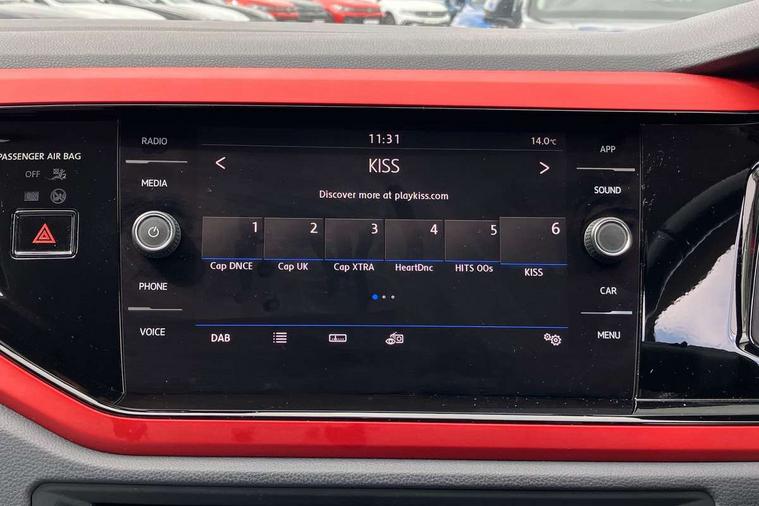 RADIO
11:31
14.0°C
APP
PASSENGER AIR BAG
OFF
KISS
MEDIA
SOUND
Discover more at playkiss.com
1 2 3 4 5 6
Cap DNCE Cap UK Cap XTRA HeartDnc HITS 00s KISS
PHONE
CAR
VOICE
DAB
MENU